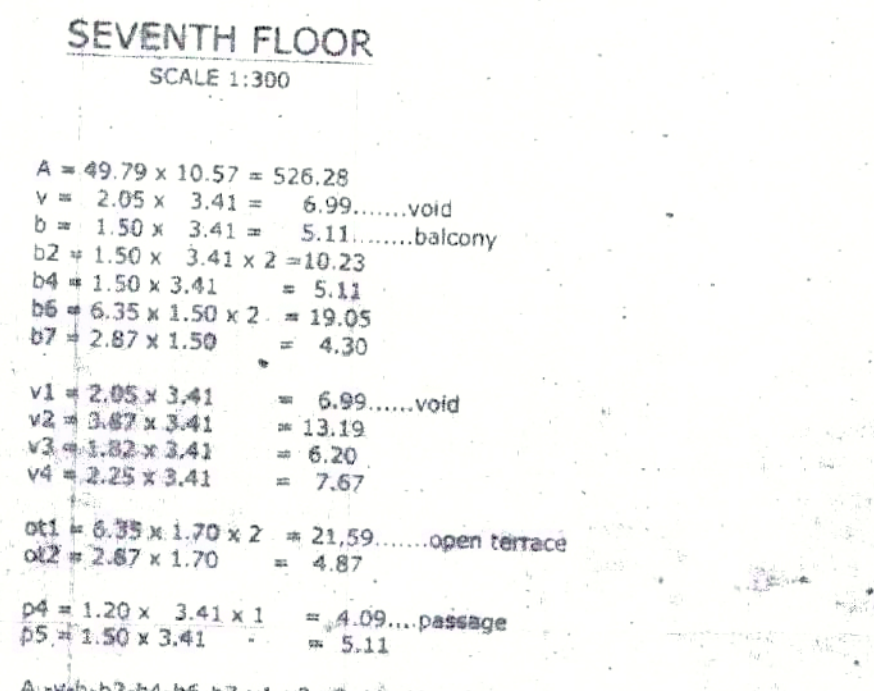 SEVENTH FLOOR
SCALE 1:300
A = 49.79 x 10.57 = 526.28
v = 2.05 x 3.41 = 6.99.......void
b = 1.50 x 3.41 = 5.11........balcony
b2 = 1.50 x 3.41 x 2 =10.23
b4 = 1.50 x 3.41 = 5.11
b6 = 6.35 x 1.50 x 2 = 19.05
b7 = 2.87 x 1.50 = 4.30
v1 = 2.05 x 3.41 = 6.99......void
v2 = 3.87 x 3.41 = 13.19
v3 = 1.82 x 3.41 = 6.20
v4 = 2.25 x 3.41 = 7.67
ot1 = 6.35 x 1.70 x 2 = 21.59.......open terrace
ot2 = 2.87 x 1.70 = 4.87
p4 = 1.20 x 3.41 x 1 = 4.09....passage
p5 = 1.50 x 3.41 = 5.11